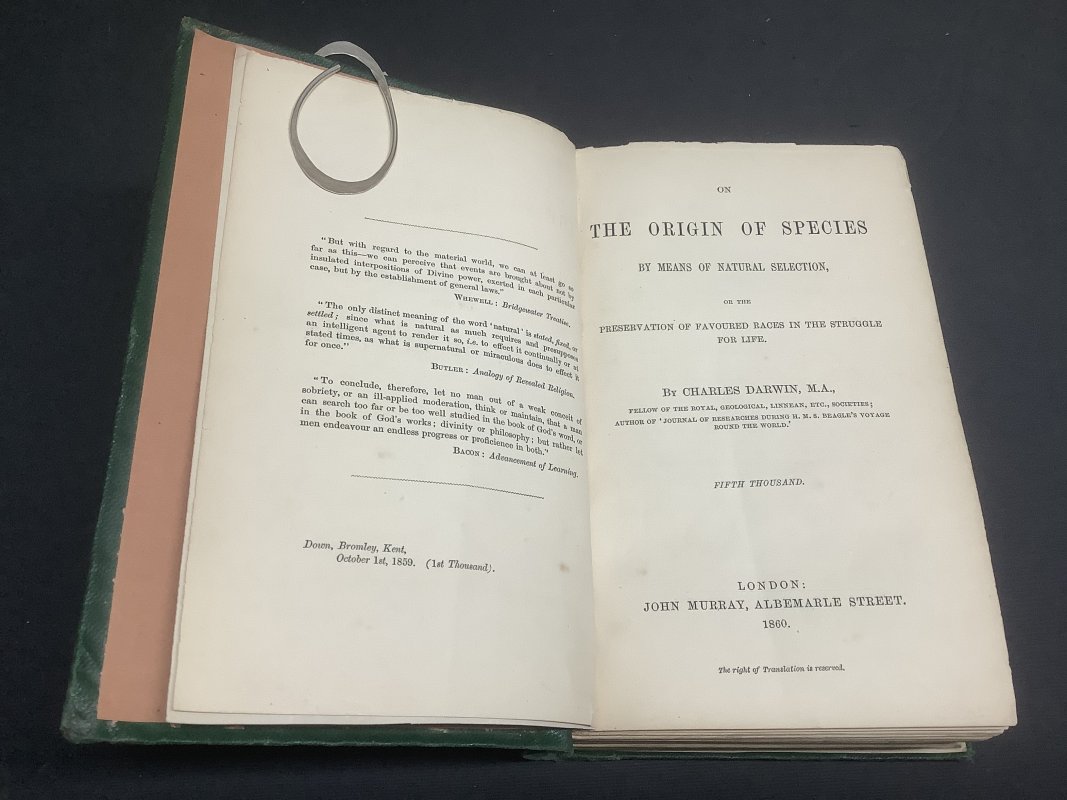 "But with regard to the material world, we can at least go so
far as this—we can perceive that events are brought about not by
insulated interpositions of Divine power, exerted in each particular
case, but by the establishment of general laws."
WHEWELL: Bridgewater Treatise.
"The only distinct meaning of the word 'natural' is stated, fixed, or
settled; since what is natural as much requires and presupposes
an intelligent agent to render it so, i.e. to effect it continually or at
stated times, as what is supernatural or miraculous does to effect it
for once."
BUTLER: Analogy of Revealed Religion.
"To conclude, therefore, let no man out of a weak conceit of
sobriety, or an ill-applied moderation, think or maintain, that a man
can search too far or be too well studied in the book of God's word, or
in the book of God's works; divinity or philosophy; but rather let
men endeavour an endless progress or proficience in both."
BACON: Advancement of Learning.
Down, Bromley, Kent,
October 1st, 1859. (1st Thousand).
ON
THE ORIGIN OF SPECIES
BY MEANS OF NATURAL SELECTION,
OR THE
PRESERVATION OF FAVOURED RACES IN THE STRUGGLE
FOR LIFE.
BY CHARLES DARWIN, M.A.,
FELLOW OF THE ROYAL, GEOLOGICAL, LINNEAN, ETC., SOCIETIES;
AUTHOR OF 'JOURNAL OF RESEARCHES DURING H. M. S. BEAGLE'S VOYAGE
ROUND THE WORLD.'
FIFTH THOUSAND.
LONDON:
JOHN MURRAY, ALBEMARLE STREET.
1860.
The right of Translation is reserved.